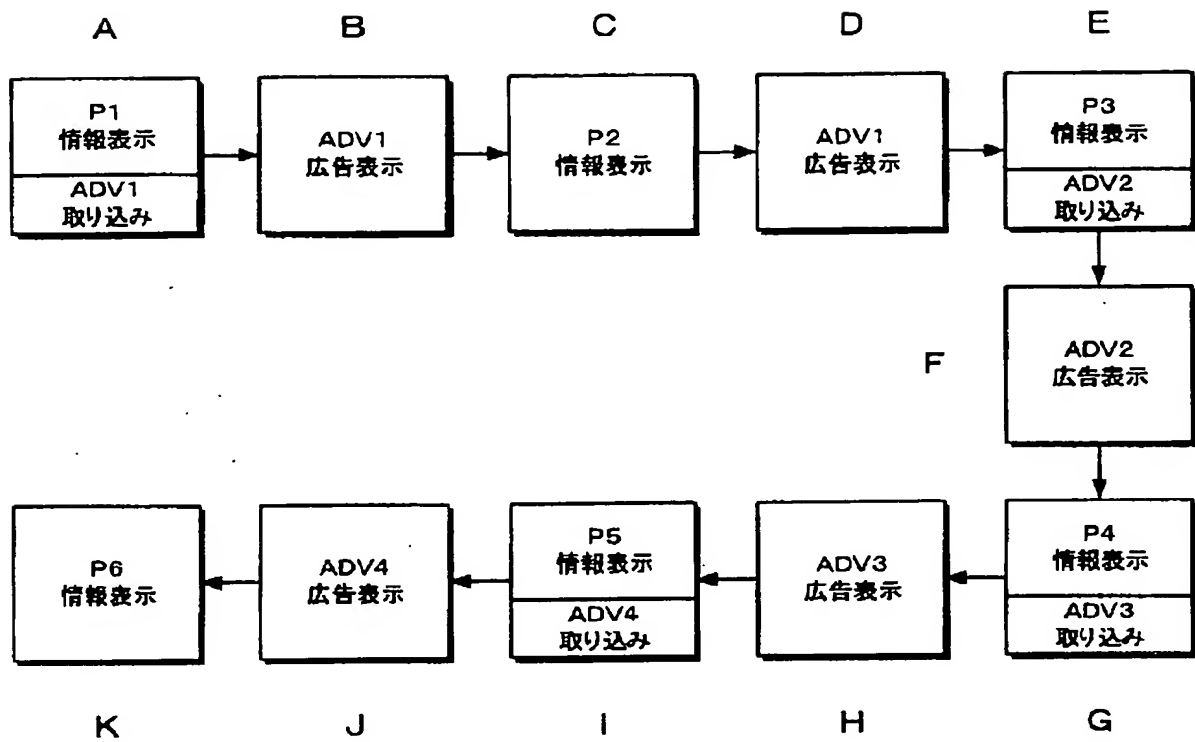 A
B
C
D
E
P1
情報表示
ADV1
取り込み
ADV1
広告表示
P2
情報表示
ADV1
広告表示
P3
情報表示
ADV2
取り込み
F
ADV2
広告表示
P6
情報表示
ADV4
広告表示
P5
情報表示
ADV4
取り込み
ADV3
広告表示
P4
情報表示
ADV3
取り込み
K
J
I
H
G